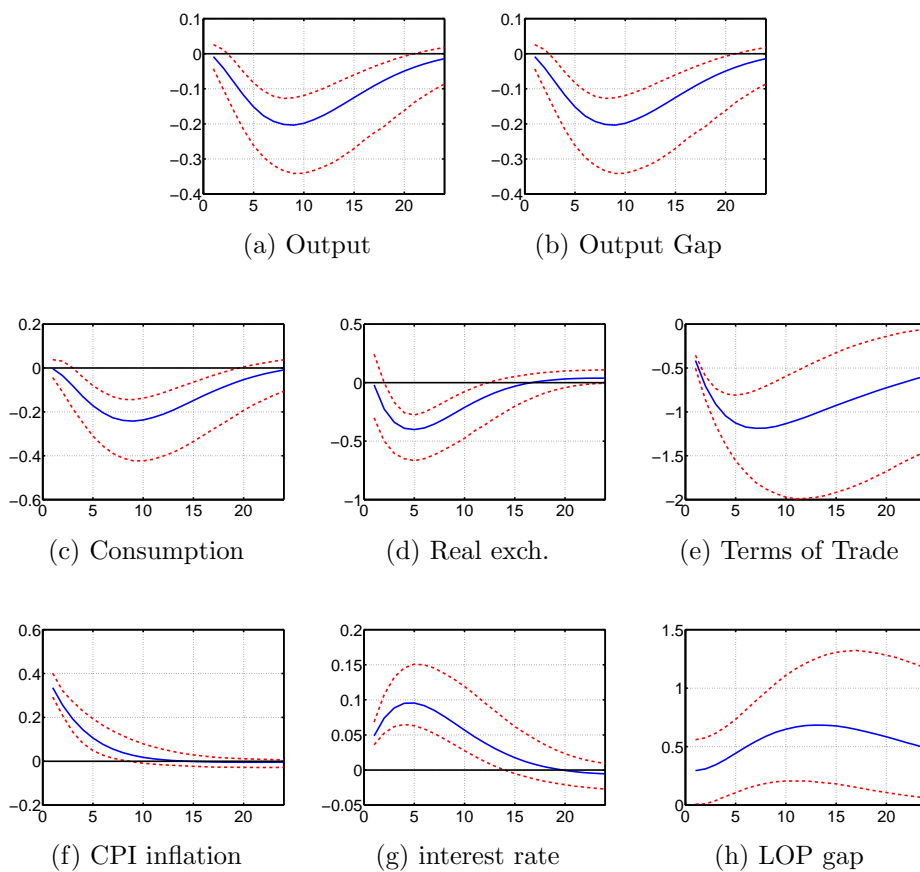 0.1 0.1
0 0
−0.1 −0.1
−0.2 −0.2
−0.3 −0.3
−0.4 −0.4
0 5 10 15 20 0 5 10 15 20
(a) Output (b) Output Gap
0.2 0.5 0
0 −0.5
−0.2 0 −1
−0.4 −0.5 −1.5
−0.6 −1 −2
0 5 10 15 20 0 5 10 15 20 0 5 10 15 20
(c) Consumption (d) Real exch. (e) Terms of Trade
0.6 0.2 1.5
0.4 0.15
0.2 0.1 1
0.05 0.5
0 0
−0.2 −0.05 0
0 5 10 15 20 0 5 10 15 20 0 5 10 15 20
(f) CPI inflation (g) interest rate (h) LOP gap